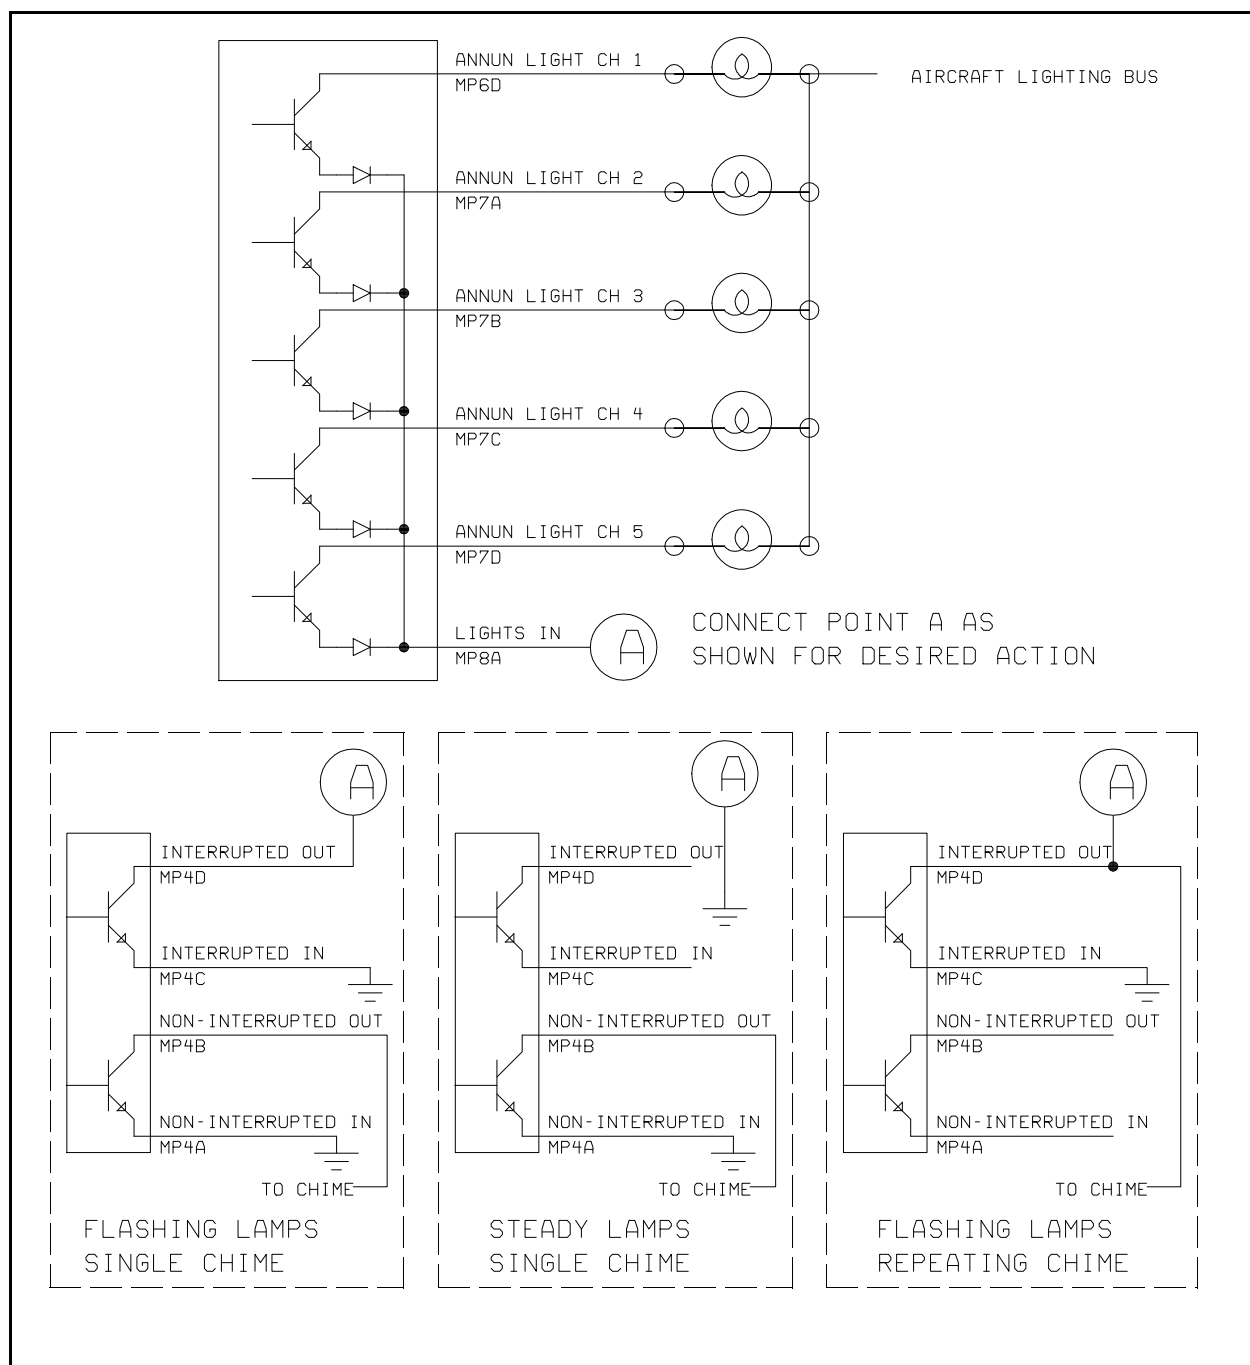 ANNUN LIGHT CH 1
MP6D
AIRCRAFT LIGHTING BUS
ANNUN LIGHT CH 2
MP7A
ANNUN LIGHT CH 3
MP7B
ANNUN LIGHT CH 4
MP7C
ANNUN LIGHT CH 5
MP7D
LIGHTS IN
MP8A
A
CONNECT POINT A AS
SHOWN FOR DESIRED ACTION
A
INTERRUPTED OUT
MP4D
INTERRUPTED IN
MP4C
NON-INTERRUPTED OUT
MP4B
NON-INTERRUPTED IN
MP4A
TO CHIME
FLASHING LAMPS
SINGLE CHIME
A
INTERRUPTED OUT
MP4D
INTERRUPTED IN
MP4C
NON-INTERRUPTED OUT
MP4B
NON-INTERRUPTED IN
MP4A
TO CHIME
STEADY LAMPS
SINGLE CHIME
A
INTERRUPTED OUT
MP4D
INTERRUPTED IN
MP4C
NON-INTERRUPTED OUT
MP4B
NON-INTERRUPTED IN
MP4A
TO CHIME
FLASHING LAMPS
REPEATING CHIME